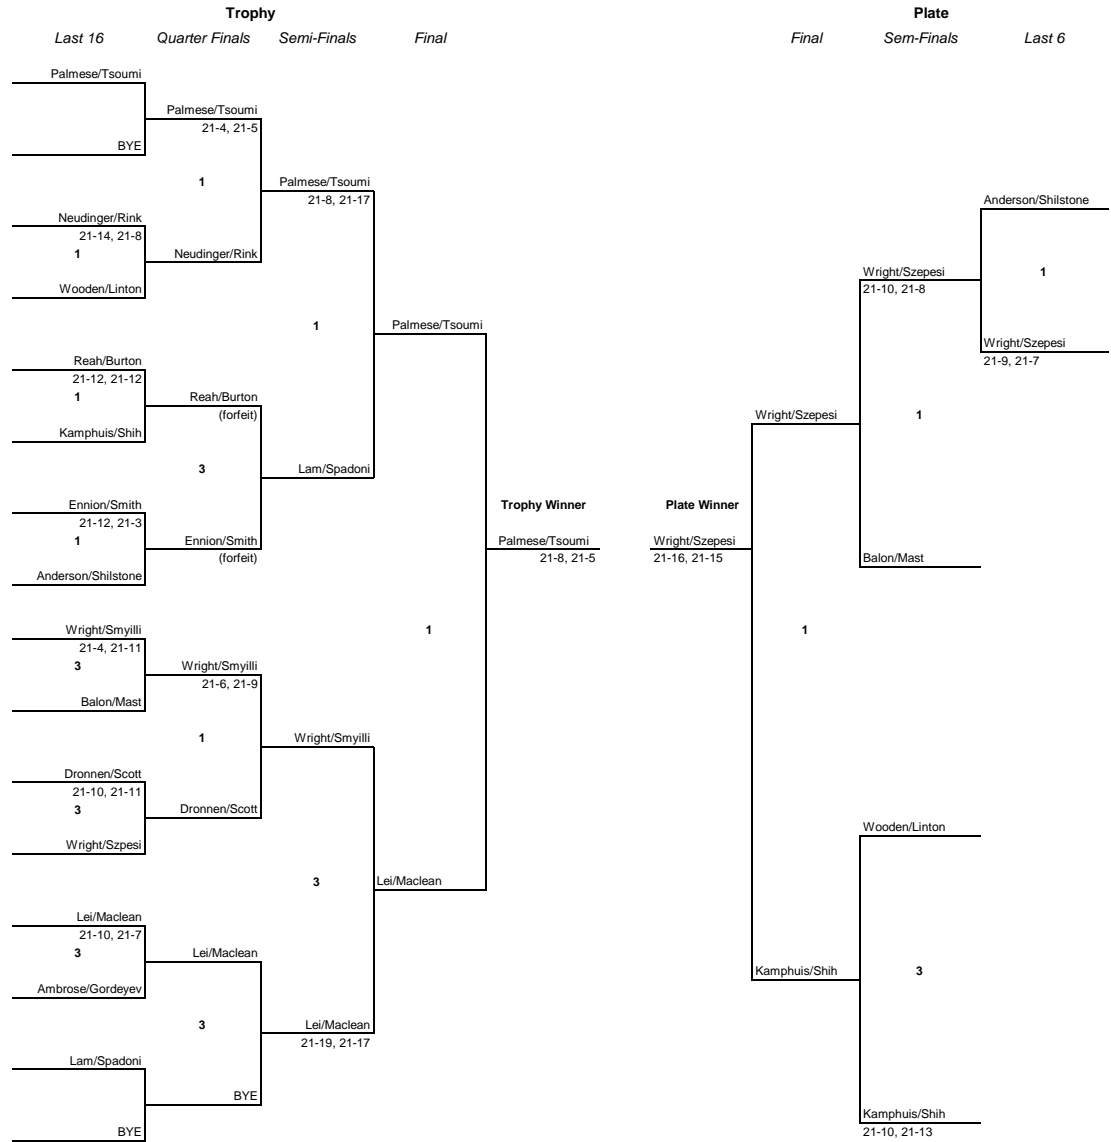 Trophy
Plate
Last 16
Quarter Finals
Semi-Finals
Final
Final
Sem-Finals
Last 6
Palmese/Tsoumi
BYE
Neudinger/Rink
21-14, 21-8
1
Wooden/Linton
Reah/Burton
21-12, 21-12
1
Kamphuis/Shih
Ennion/Smith
21-12, 21-3
1
Anderson/Shilstone
Wright/Smyilli
21-4, 21-11
3
Balon/Mast
Dronnen/Scott
21-10, 21-11
3
Wright/Szpesi
Lei/Maclean
21-10, 21-7
3
Ambrose/Gordeyev
Lam/Spadoni
BYE
Palmese/Tsoumi
21-4, 21-5
1
Neudinger/Rink
Reah/Burton
(forfeit)
3
Ennion/Smith
(forfeit)
Wright/Smyilli
21-6, 21-9
1
Dronnen/Scott
Lei/Maclean
3
BYE
Palmese/Tsoumi
21-8, 21-17
1
Lam/Spadoni
Wright/Smyilli
3
Lei/Maclean
21-19, 21-17
Palmese/Tsoumi
1
Lei/Maclean
Trophy Winner
Palmese/Tsoumi
21-8, 21-5
Plate Winner
Wright/Szepesi
21-16, 21-15
Wright/Szepesi
1
Kamphuis/Shih
Wright/Szepesi
21-10, 21-8
1
Balon/Mast
Wooden/Linton
3
Kamphuis/Shih
21-10, 21-13
Anderson/Shilstone
1
Wright/Szepesi
21-9, 21-7